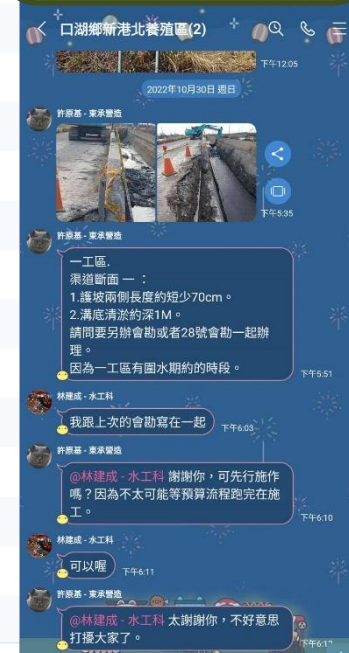 口湖鄉新港北養殖區(2)
下午12:05
2022年10月30日 週日
許原基 - 東承營造
下午5:35
許原基 - 東承營造
一工區.
渠道斷面 一 ：
1.護坡兩側長度約短少70cm。
2.溝底清淤約深1M。
請問要另辦會勘或者28號會勘一起辦
理。
因為一工區有圍水期約的時段。
下午5:51
林建成 - 水工科
我跟上次的會勘寫在一起
下午6:03
許原基 - 東承營造
@林建成 - 水工科 謝謝你，可先行施作
嗎？因為不太可能等預算流程跑完在施
工。
下午6:10
林建成 - 水工科
可以喔
下午6:11
許原基 - 東承營造
@林建成 - 水工科 太謝謝你，不好意思
打擾大家了。